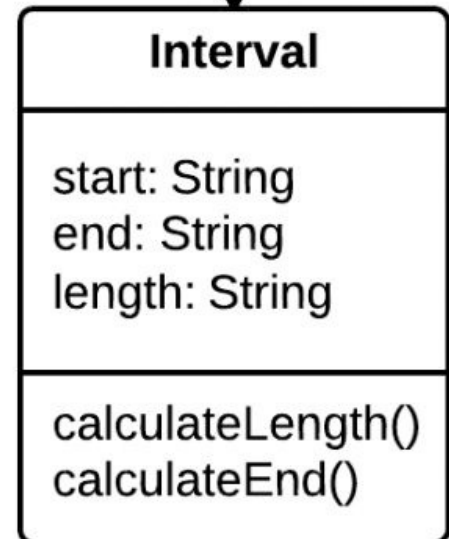 Interval
start: String
end: String
length: String
calculateLength()
calculateEnd()